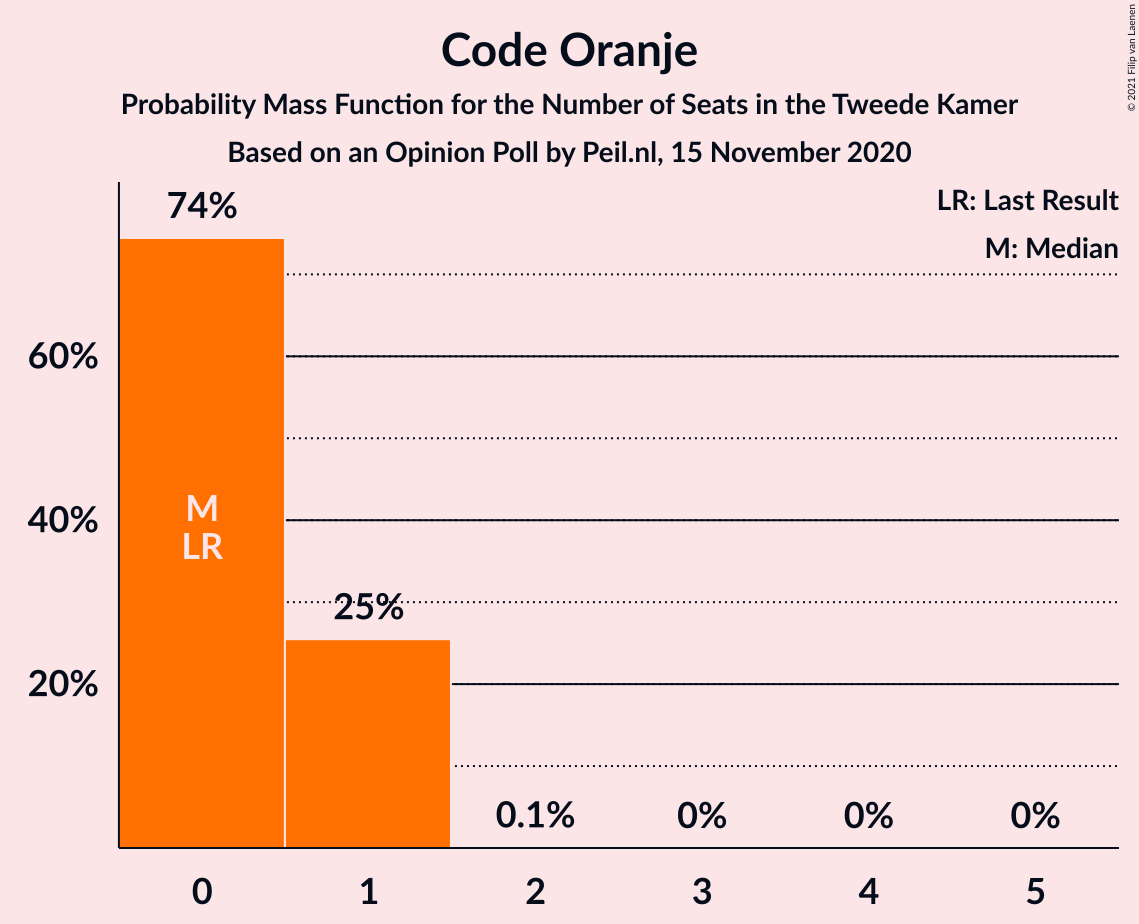 Code Oranje
Probability Mass Function for the Number of Seats in the Tweede Kamer
Based on an Opinion Poll by Peil.nl, 15 November 2020
© 2021 Filip van Laenen
LR: Last Result
M: Median
74%
60%
40%
20%
M
LR
25%
0.1%
0%
0%
0%
0
1
2
3
4
5